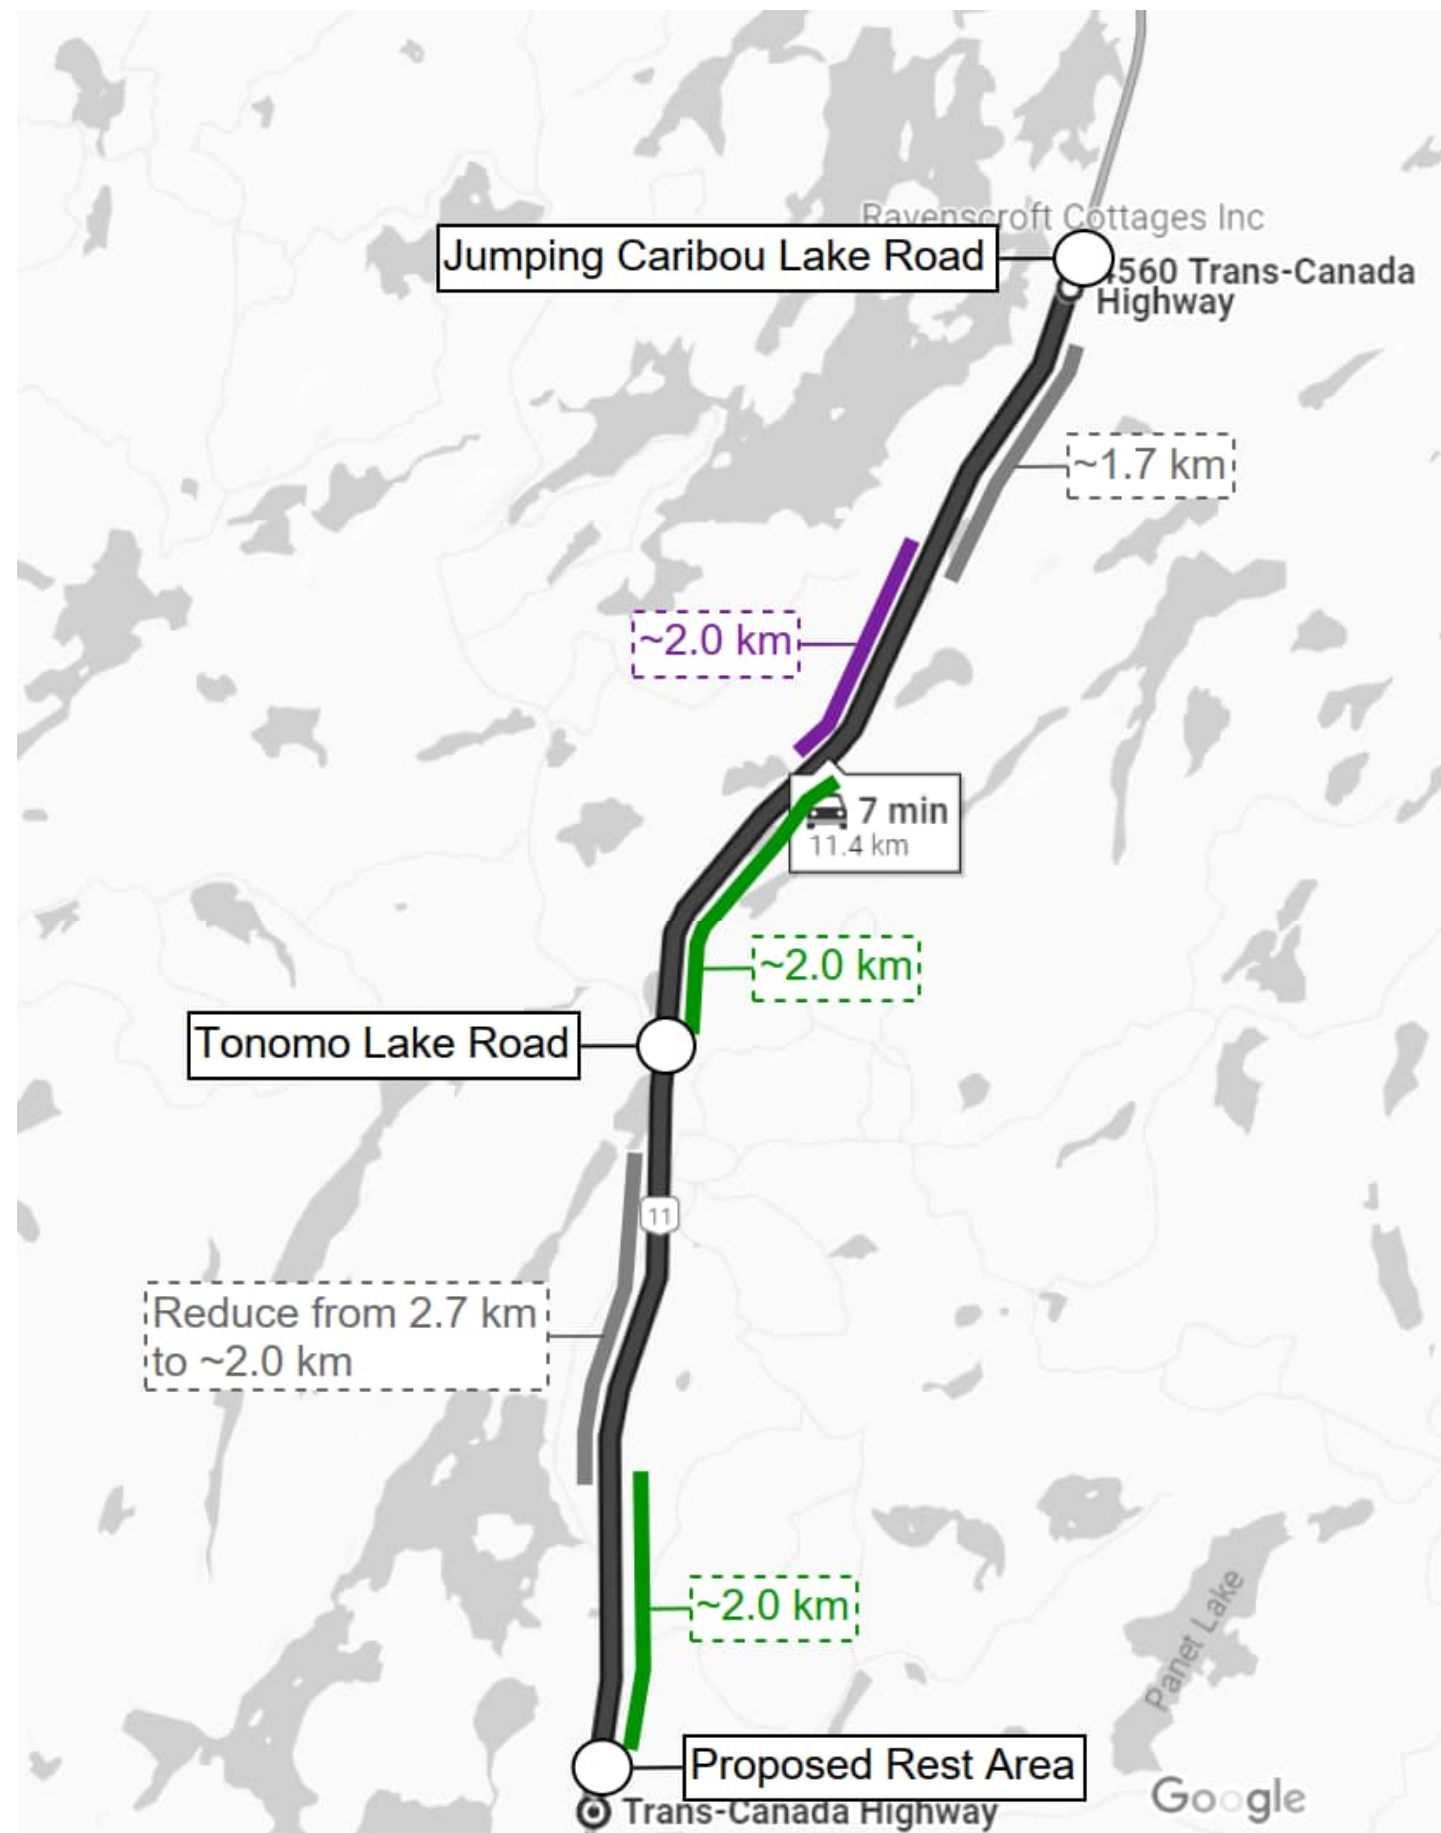 Ravenscroft Cottages Inc
Jumping Caribou Lake Road
560 Trans-Canada
Highway
~1.7 km
~2.0 km
7 min
11.4 km
~2.0 km
Tonomo Lake Road
11
Reduce from 2.7 km
to ~2.0 km
~2.0 km
Panet Lake
Proposed Rest Area
Trans-Canada Highway
Google